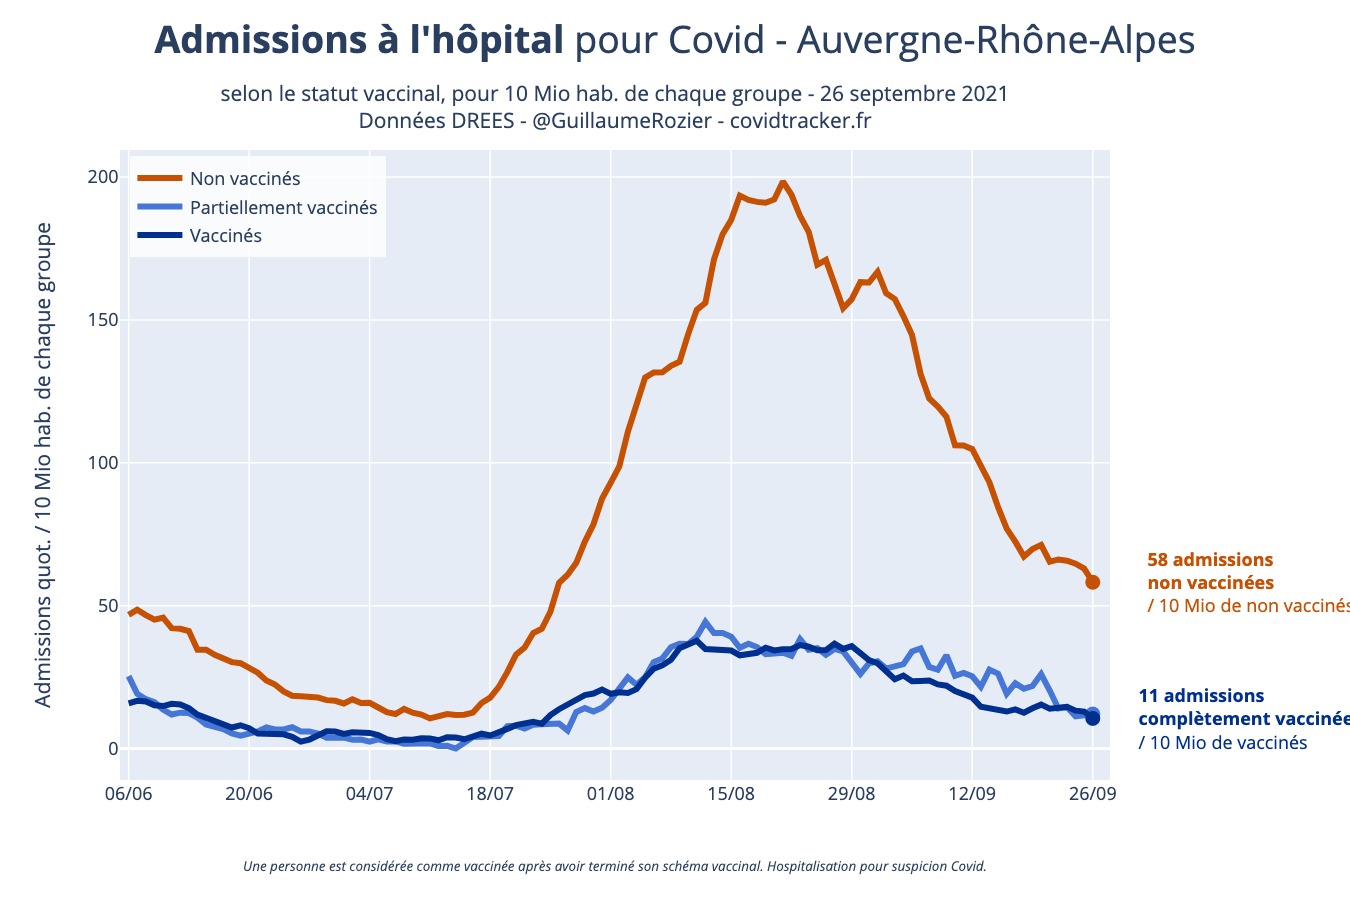 Admissions à l'hôpital pour Covid - Auvergne-Rhône-Alpes
selon le statut vaccinal, pour 10 Mio hab. de chaque groupe - 26 septembre 2021
Données DREES - @GuillaumeRozier - covidtracker.fr
Admissions quot. / 10 Mio hab. de chaque groupe
200
150
100
50
0
Non vaccinés
Partiellement vaccinés
Vaccinés
58 admissions
non vaccinées
/ 10 Mio de non vaccinés
11 admissions
complètement vaccinée
/ 10 Mio de vaccinés
06/06
20/06
04/07
18/07
01/08
15/08
29/08
12/09
26/09
Une personne est considérée comme vaccinée après avoir terminé son schéma vaccinal. Hospitalisation pour suspicion Covid.